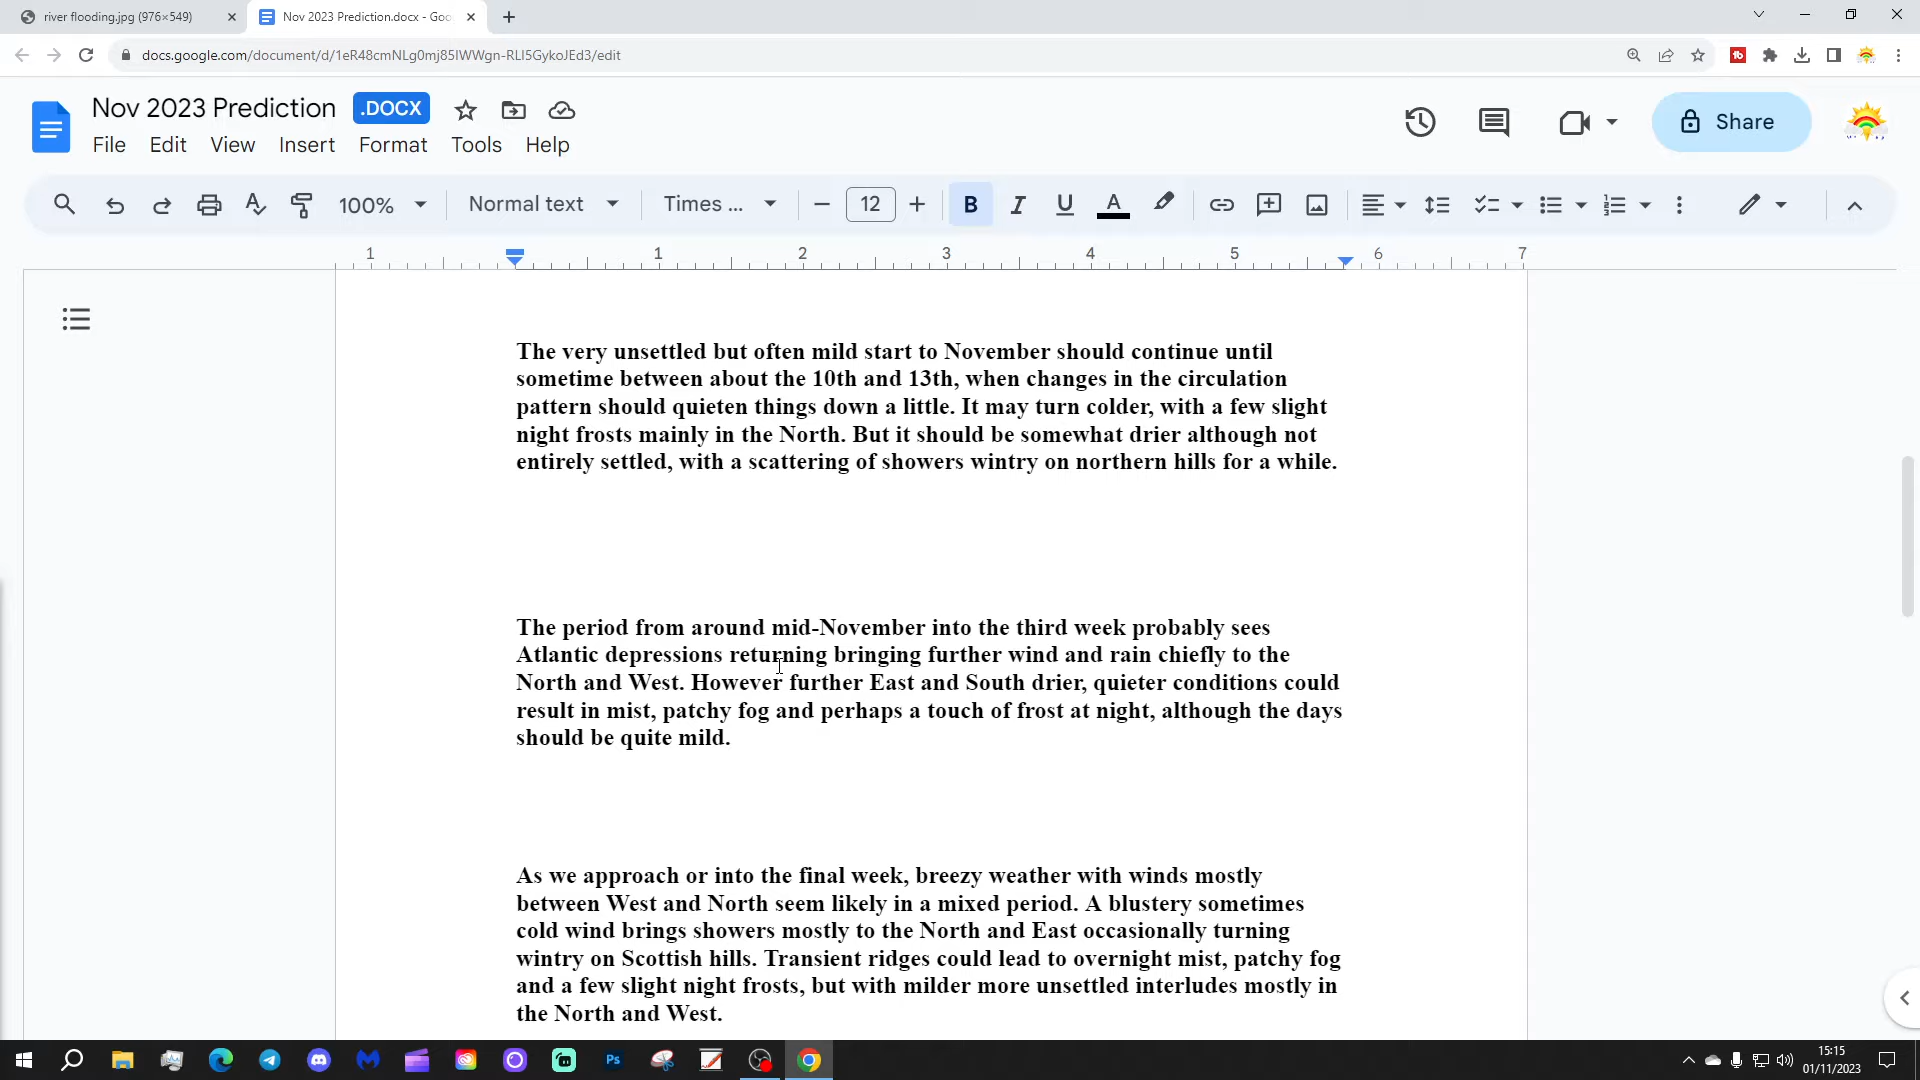 river flooding.jpg (976×549)
Nov 2023 Prediction.docx - Goo
docs.google.com/document/d/1eR48cmNLg0mj85IWWgn-RLI5GykoJEd3/edit
Nov 2023 Prediction .DOCX
File Edit View Insert Format Tools Help
Share
100% Normal text Times ... 12 B I U A
1 1 2 3 4 5 6 7
The very unsettled but often mild start to November should continue until
sometime between about the 10th and 13th, when changes in the circulation
pattern should quieten things down a little. It may turn colder, with a few slight
night frosts mainly in the North. But it should be somewhat drier although not
entirely settled, with a scattering of showers wintry on northern hills for a while.
The period from around mid-November into the third week probably sees
Atlantic depressions returning bringing further wind and rain chiefly to the
North and West. However further East and South drier, quieter conditions could
result in mist, patchy fog and perhaps a touch of frost at night, although the days
should be quite mild.
As we approach or into the final week, breezy weather with winds mostly
between West and North seem likely in a mixed period. A blustery sometimes
cold wind brings showers mostly to the North and East occasionally turning
wintry on Scottish hills. Transient ridges could lead to overnight mist, patchy fog
and a few slight night frosts, but with milder more unsettled interludes mostly in
the North and West.
Ps
15:15
01/11/2023